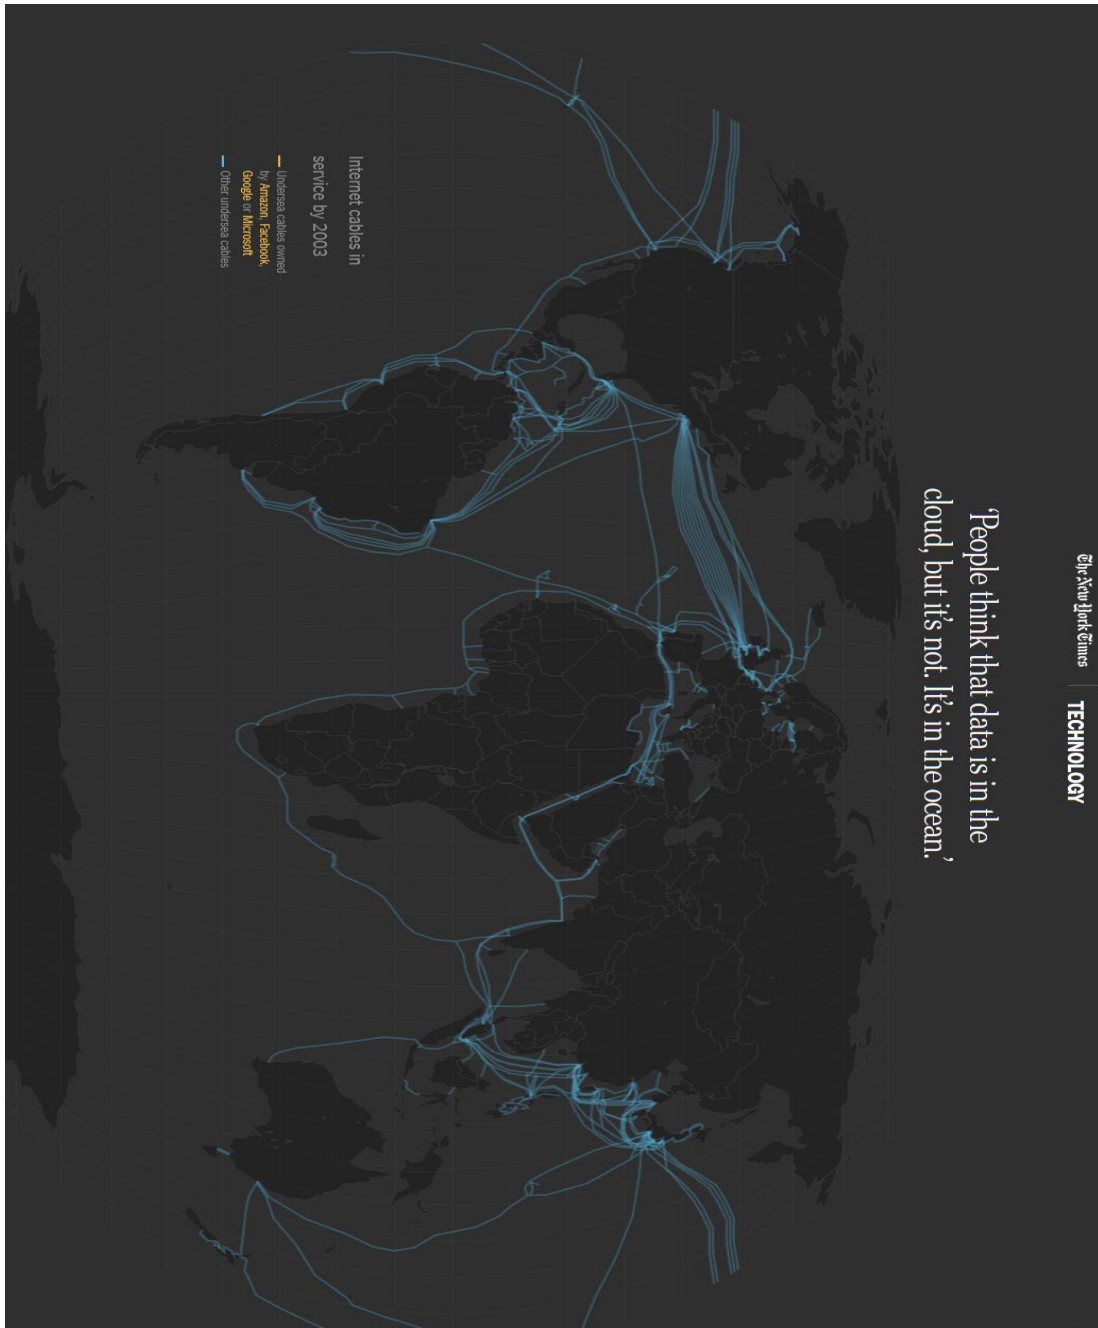 The New York Times | TECHNOLOGY
‘People think that data is in the
cloud, but it’s not. It’s in the ocean.’
Internet cables in
service by 2003
Undersea cables owned
by Amazon, Facebook,
Google or Microsoft
Other undersea cables